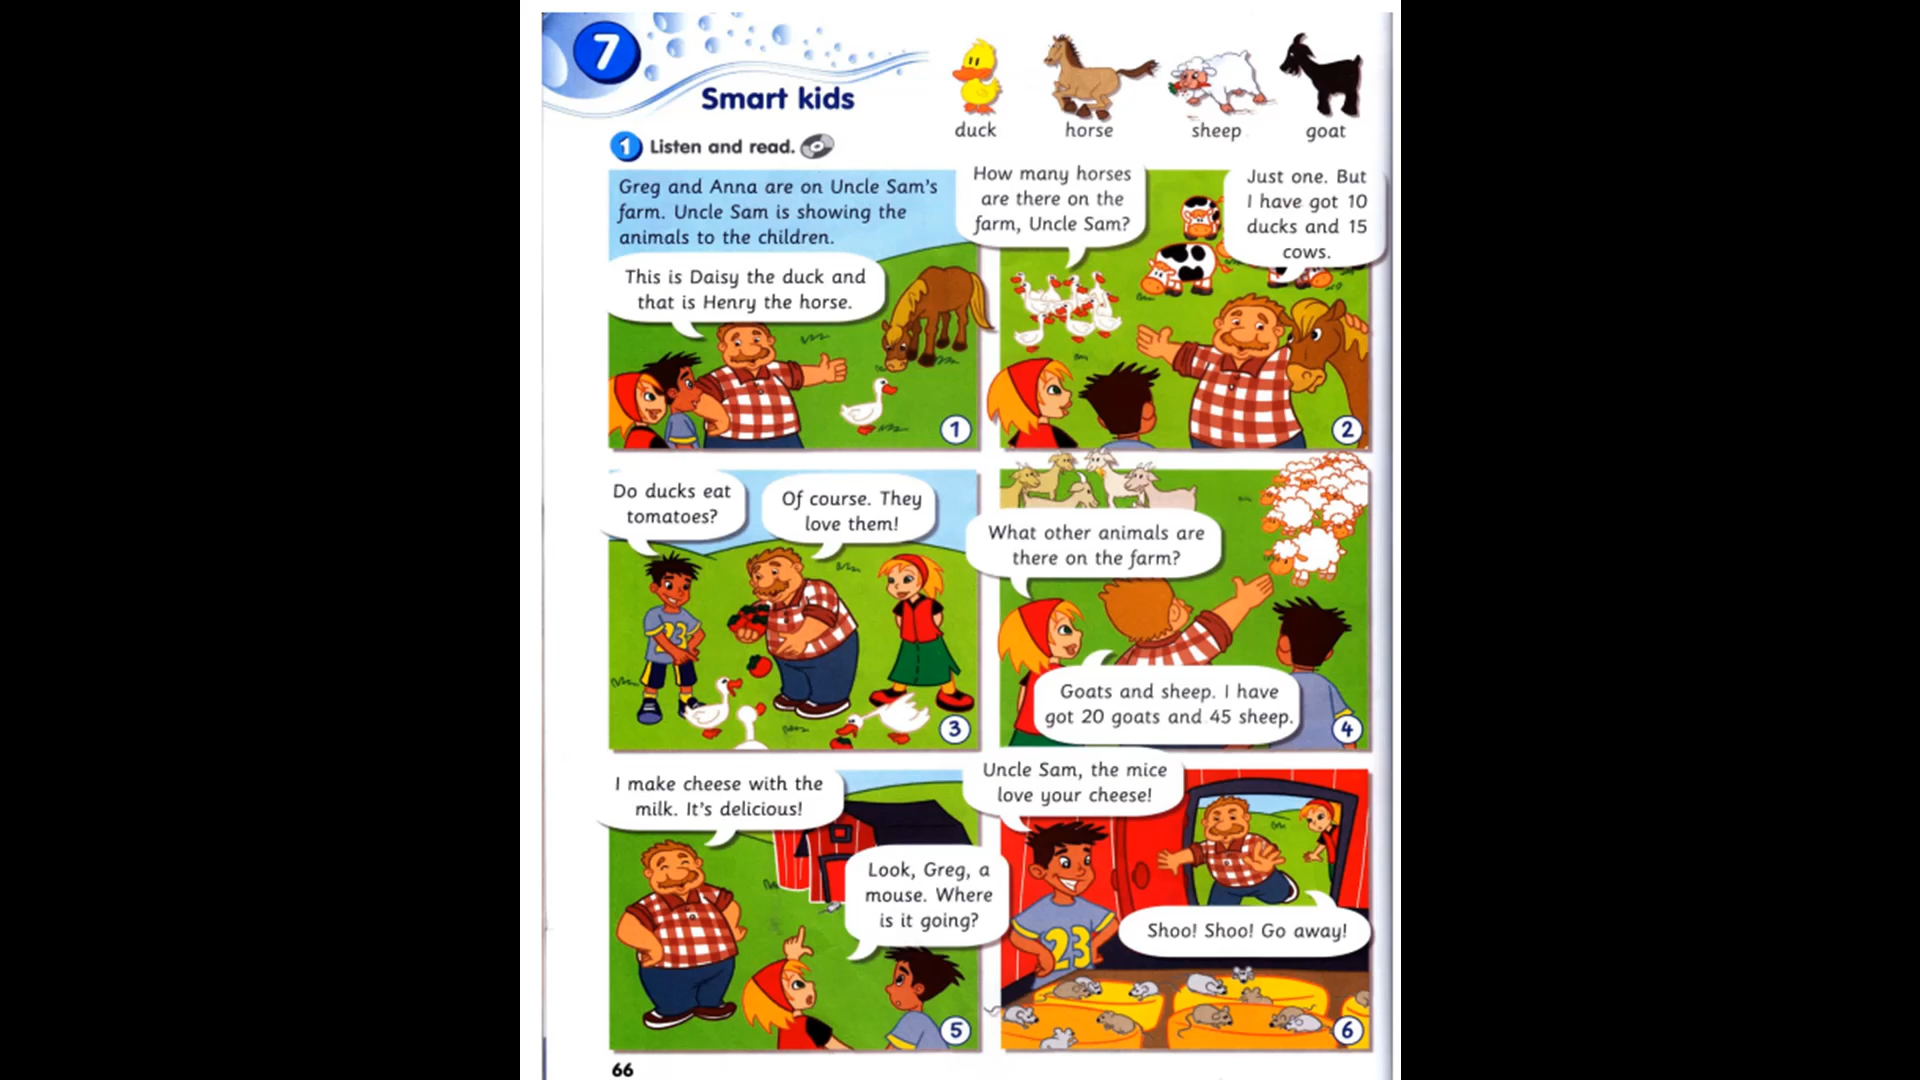 7
Smart kids
duck
horse
sheep
goat
1 Listen and read.
Greg and Anna are on Uncle Sam's
farm. Uncle Sam is showing the
animals to the children.
This is Daisy the duck and
that is Henry the horse.
1
How many horses
are there on the
farm, Uncle Sam?
Just one. But
I have got 10
ducks and 15
cows.
2
Do ducks eat
tomatoes?
Of course. They
love them!
23
3
What other animals are
there on the farm?
Goats and sheep. I have
got 20 goats and 45 sheep.
4
I make cheese with the
milk. It's delicious!
Look, Greg, a
mouse. Where
is it going?
5
Uncle Sam, the mice
love your cheese!
Shoo! Shoo! Go away!
23
6
66